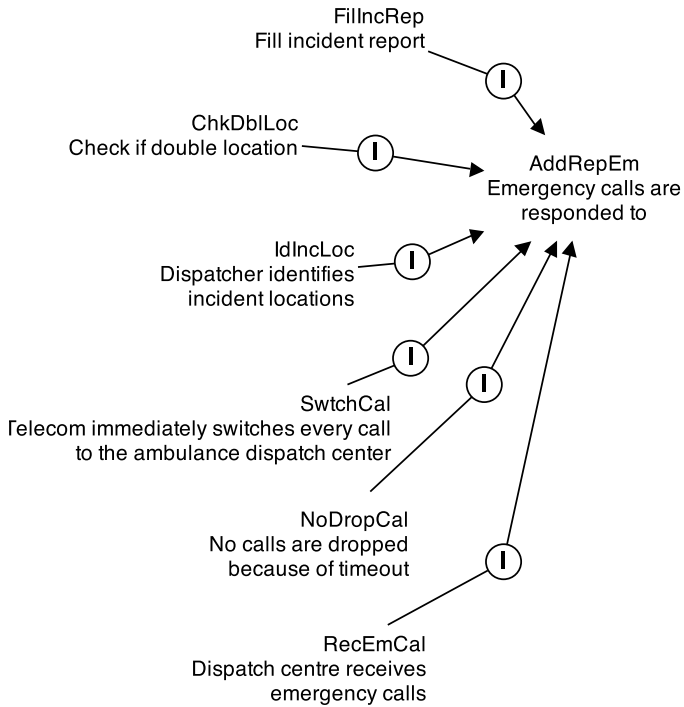 FilIncRep
Fill incident report
I
ChkDblLoc
Check if double location
I
AddRepEm
Emergency calls are
responded to
IdIncLoc
Dispatcher identifies
incident locations
I
I
SwtchCal
Telecom immediately switches every call
to the ambulance dispatch center
I
NoDropCal
No calls are dropped
because of timeout
I
RecEmCal
Dispatch centre receives
emergency calls